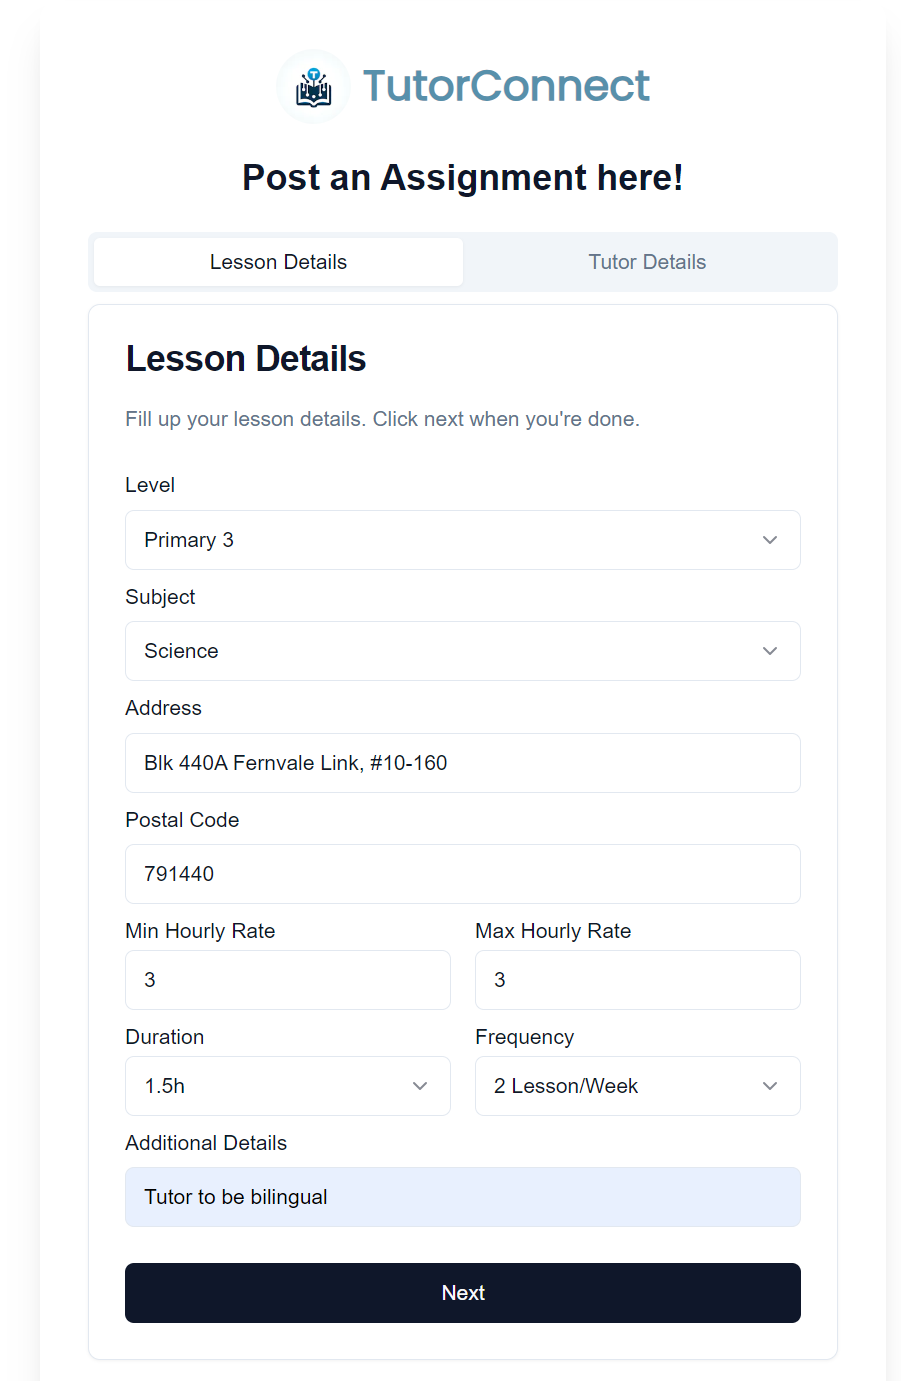 TutorConnect
Post an Assignment here!
Lesson Details
Tutor Details
Lesson Details
Fill up your lesson details. Click next when you're done.
Level
Primary 3
Subject
Science
Address
Blk 440A Fernvale Link, #10-160
Postal Code
791440
Min Hourly Rate
Max Hourly Rate
3
3
Duration
Frequency
1.5h
2 Lesson/Week
Additional Details
Tutor to be bilingual
Next